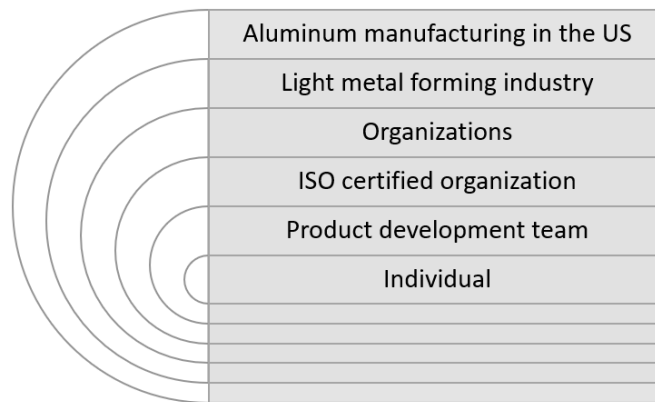 Aluminum manufacturing in the US
Light metal forming industry
Organizations
ISO certified organization
Product development team
Individual